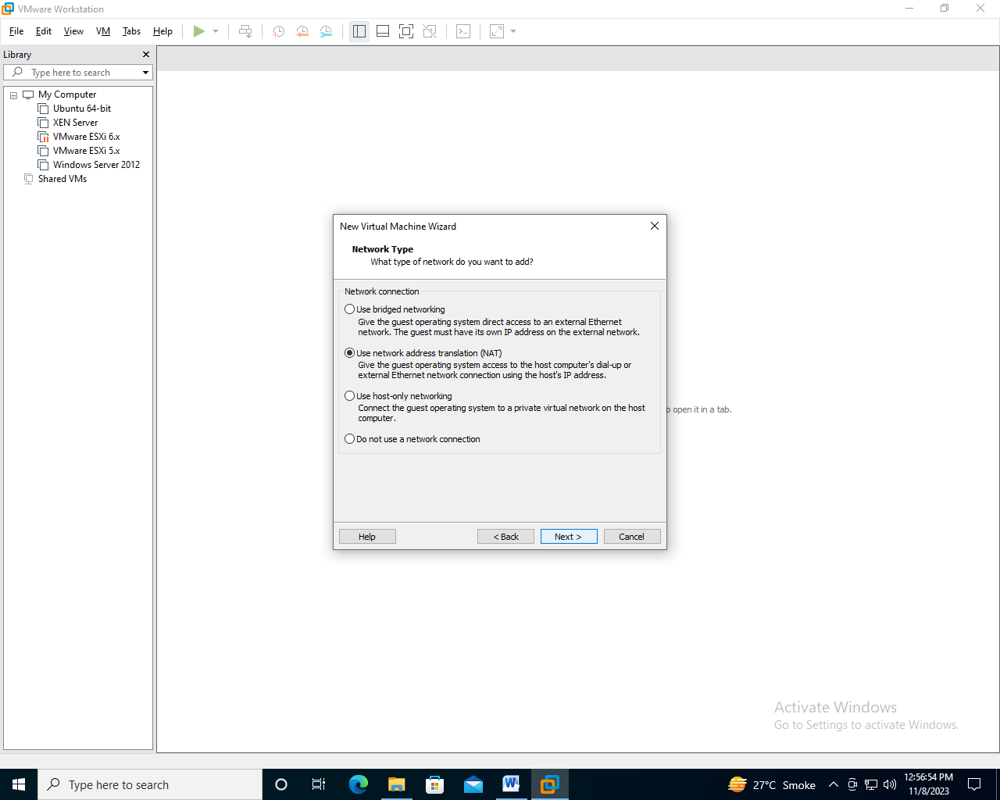 VMware Workstation
File Edit View VM Tabs Help
Library
Type here to search
My Computer
Ubuntu 64-bit
XEN Server
VMware ESXi 6.x
VMware ESXi 5.x
Windows Server 2012
Shared VMs
New Virtual Machine Wizard
Network Type
What type of network do you want to add?
Network connection
Use bridged networking
Give the guest operating system direct access to an external Ethernet
network. The guest must have its own IP address on the external network.
Use network address translation (NAT)
Give the guest operating system access to the host computer's dial-up or
external Ethernet network connection using the host's IP address.
Use host-only networking
Connect the guest operating system to a private virtual network on the host
computer.
o open it in a tab.
Do not use a network connection
Help < Back Next > Cancel
Activate Windows
Go to Settings to activate Windows.
Type here to search
27°C Smoke
12:56:54 PM
11/8/2023